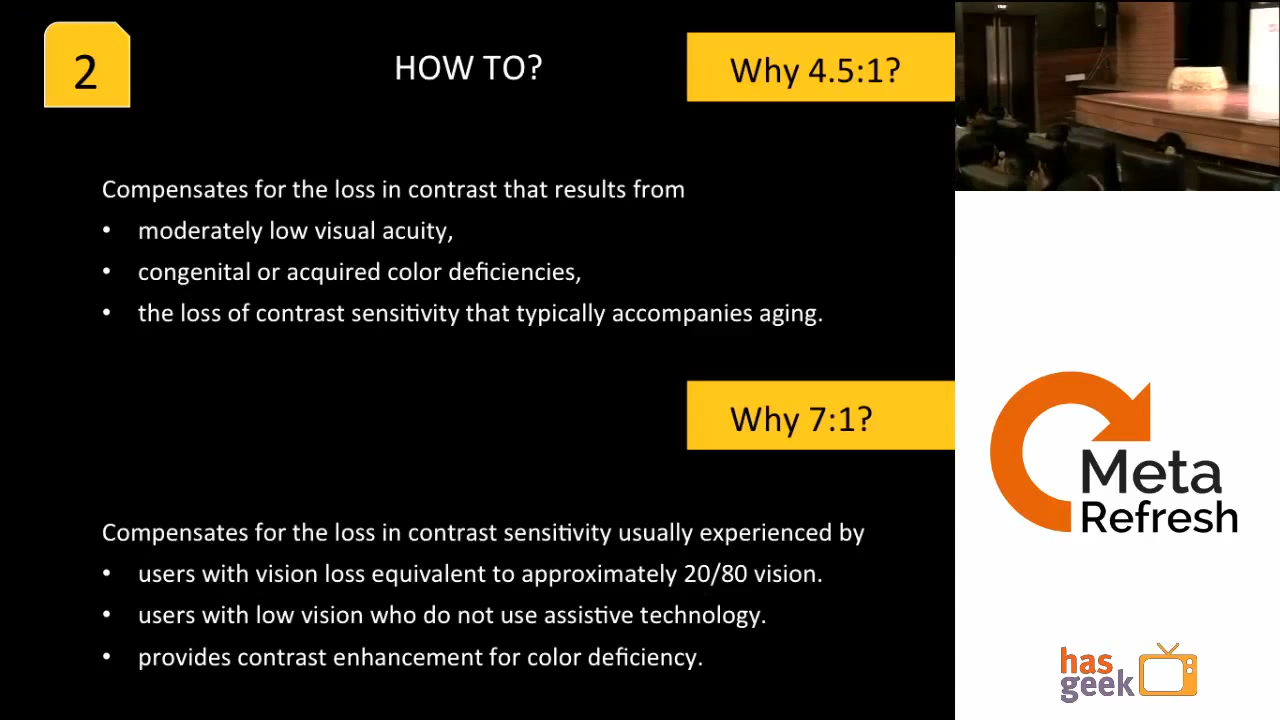 2
HOW TO?
Why 4.5:1?
Compensates for the loss in contrast that results from
• moderately low visual acuity,
• congenital or acquired color deficiencies,
• the loss of contrast sensitivity that typically accompanies aging.
Why 7:1?
Compensates for the loss in contrast sensitivity usually experienced by
• users with vision loss equivalent to approximately 20/80 vision.
• users with low vision who do not use assistive technology.
• provides contrast enhancement for color deficiency.
Meta
Refresh
has
geek